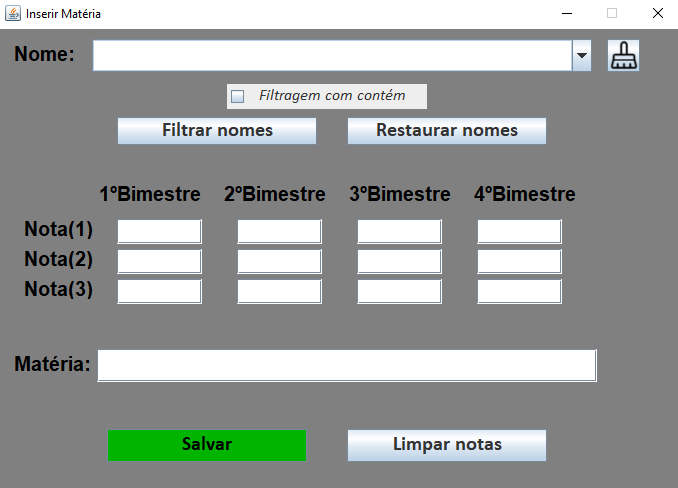 Inserir Matéria
Nome:
Filtragem com contém
Filtrar nomes Restaurar nomes
1ºBimestre 2ºBimestre 3ºBimestre 4ºBimestre
Nota(1)
Nota(2)
Nota(3)
Matéria:
Salvar Limpar notas